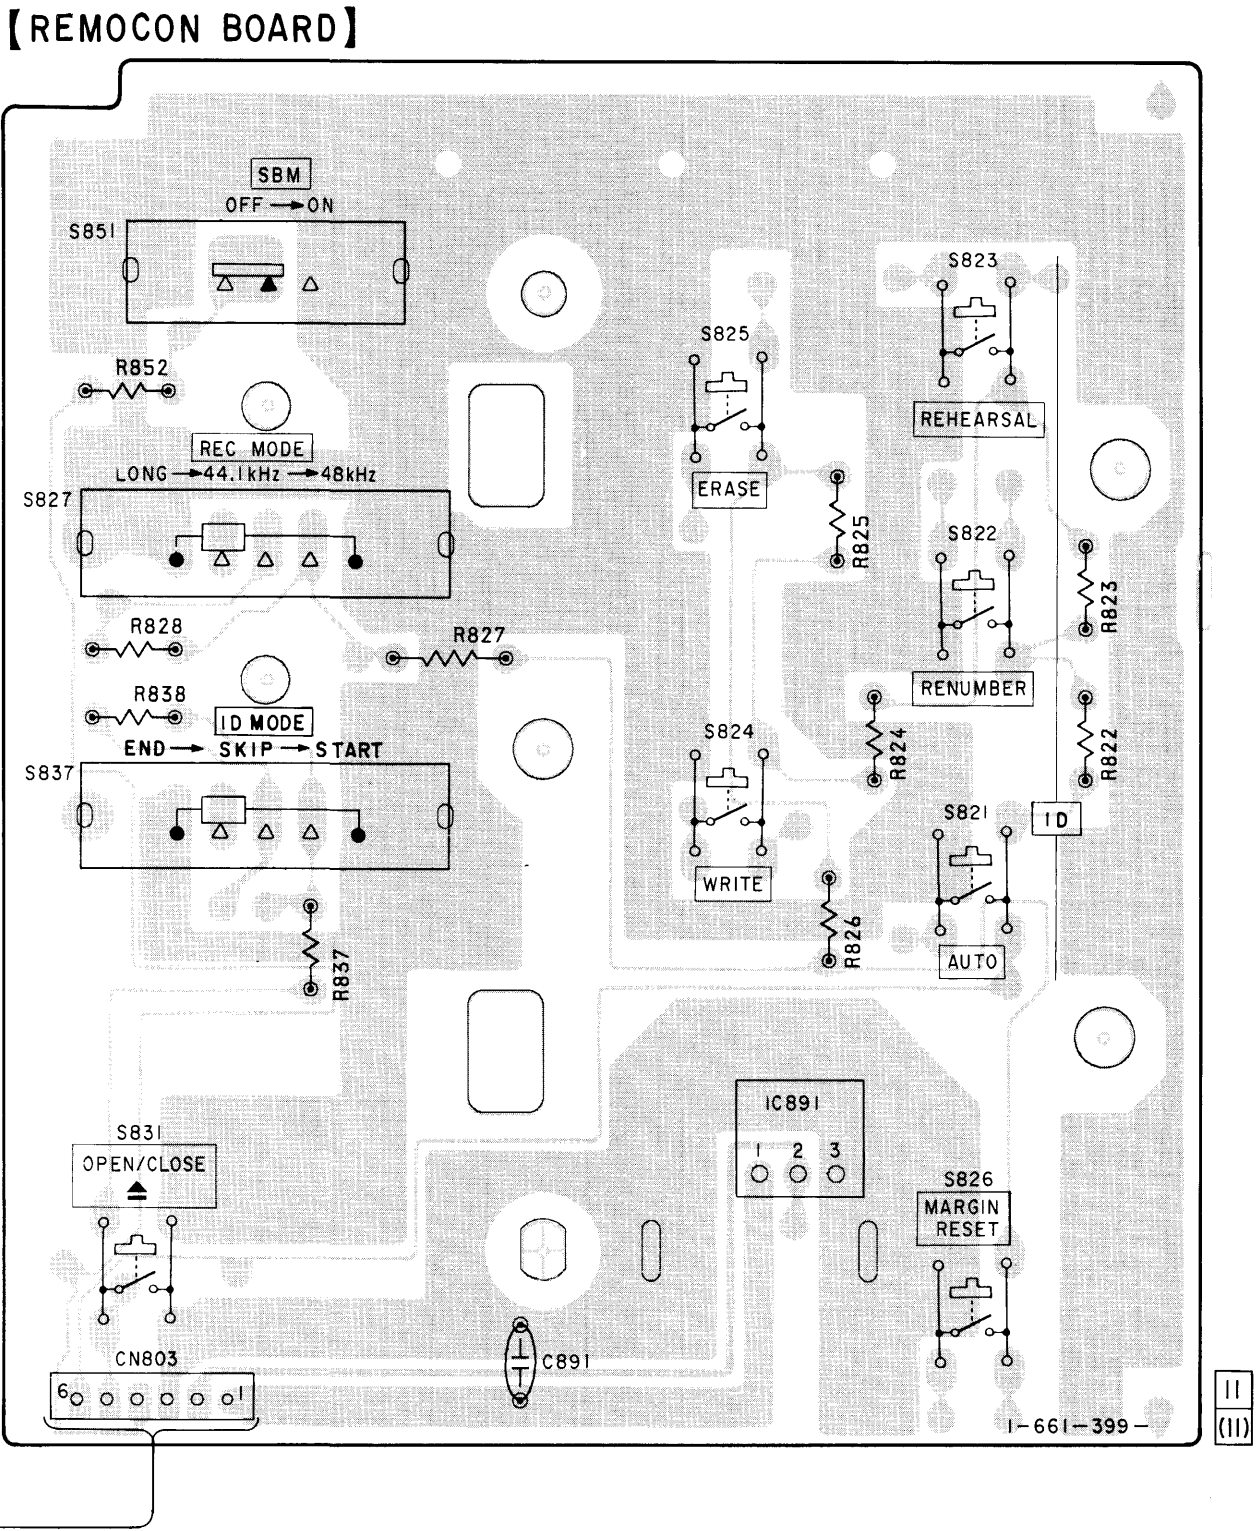 【REMOCON BOARD】
SBM
OFF → ON
S851
S823
S825
R852
REHEARSAL
REC MODE
LONG → 44.1kHz → 48kHz
S827
ERASE
R825
S822
R823
R828
R827
RENUMBER
R838
ID MODE
END → SKIP → START
S824
R824
R822
S837
S821
ID
WRITE
R826
AUTO
R837
IC891
1 2 3
S831
OPEN/CLOSE
S826
MARGIN
RESET
CN803
C891
6 1
11
(11)
1-661-399-